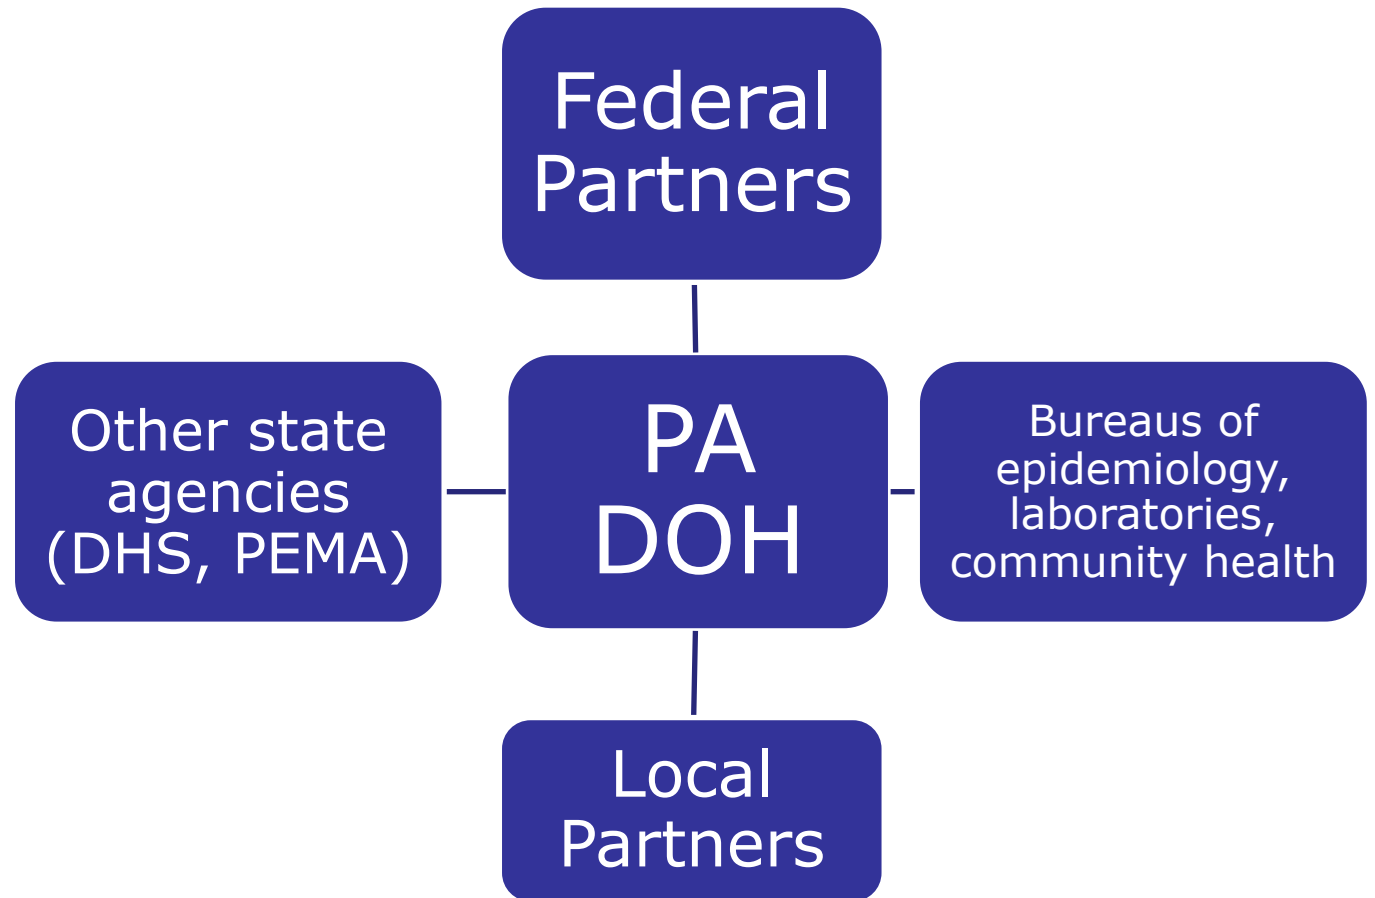 Federal
Partners
Other state
agencies
(DHS, PEMA)
PA
DOH
Bureaus of
epidemiology,
laboratories,
community health
Local
Partners